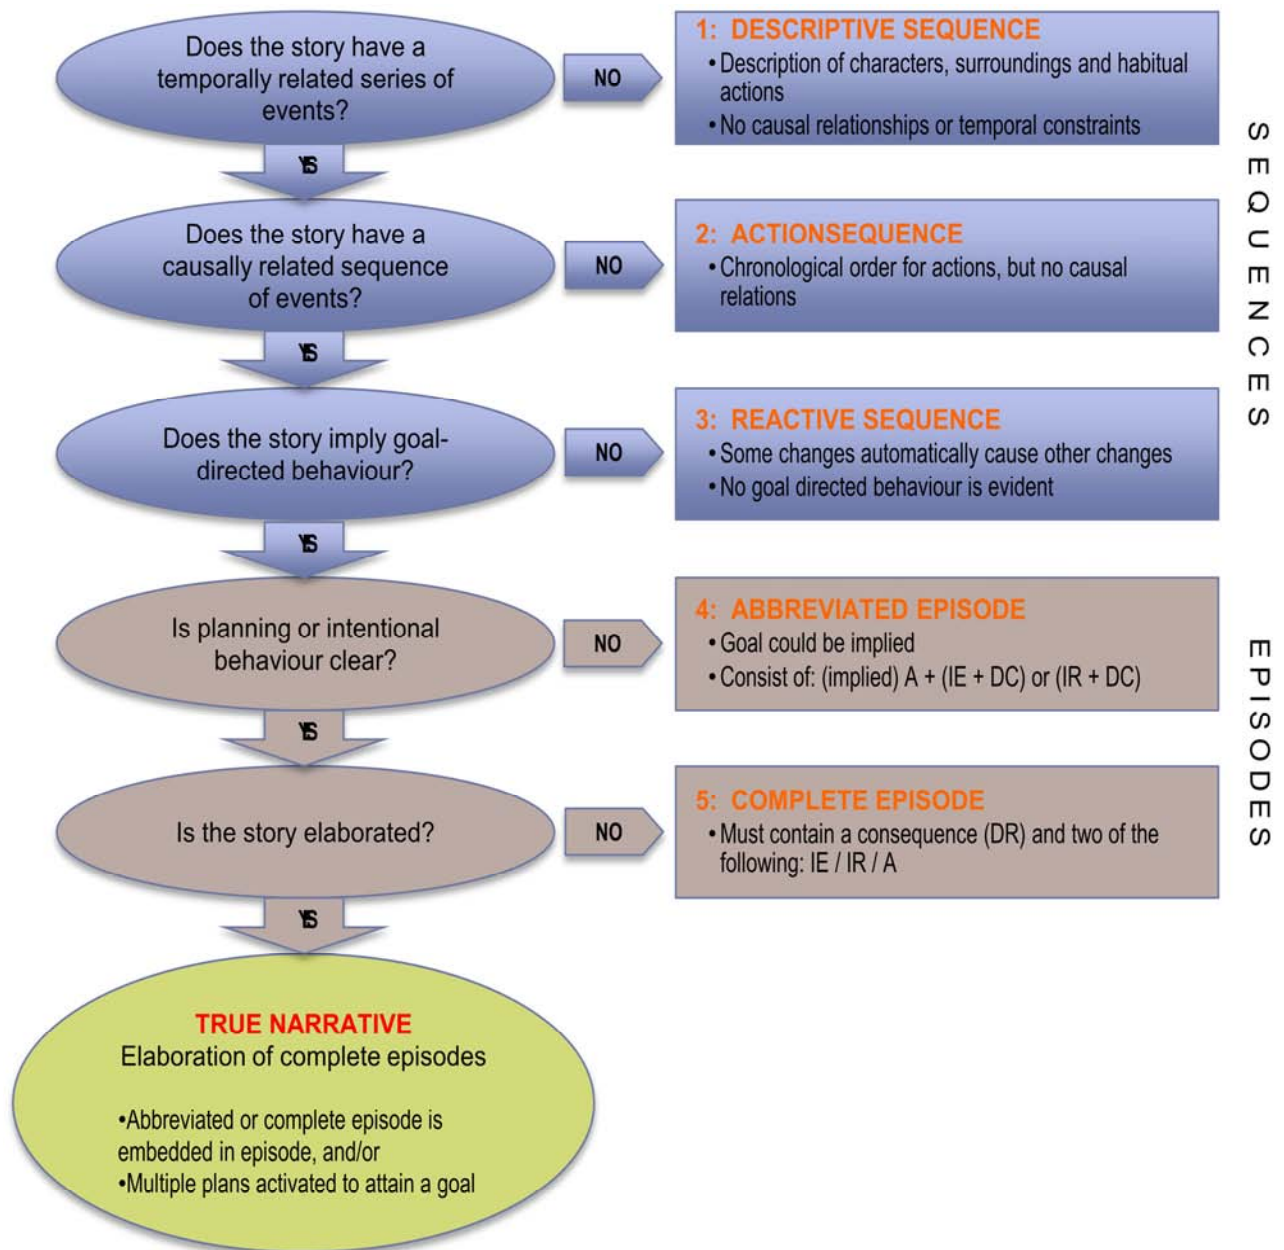 Does the story have a
temporally related series of
events?
NO
1: DESCRIPTIVE SEQUENCE
• Description of characters, surroundings and habitual
actions
• No causal relationships or temporal constraints
YES
Does the story have a
causally related sequence
of events?
NO
2: ACTIONSEQUENCE
• Chronological order for actions, but no causal
relations
YES
Does the story imply goal-
directed behaviour?
NO
3: REACTIVE SEQUENCE
• Some changes automatically cause other changes
• No goal directed behaviour is evident
SEQUENCES
YES
Is planning or intentional
behaviour clear?
NO
4: ABBREVIATED EPISODE
• Goal could be implied
• Consist of: (implied) A + (IE + DC) or (IR + DC)
YES
Is the story elaborated?
NO
5: COMPLETE EPISODE
• Must contain a consequence (DR) and two of the
following: IE / IR / A
EPISODES
YES
TRUE NARRATIVE
Elaboration of complete episodes
•Abbreviated or complete episode is
embedded in episode, and/or
•Multiple plans activated to attain a goal